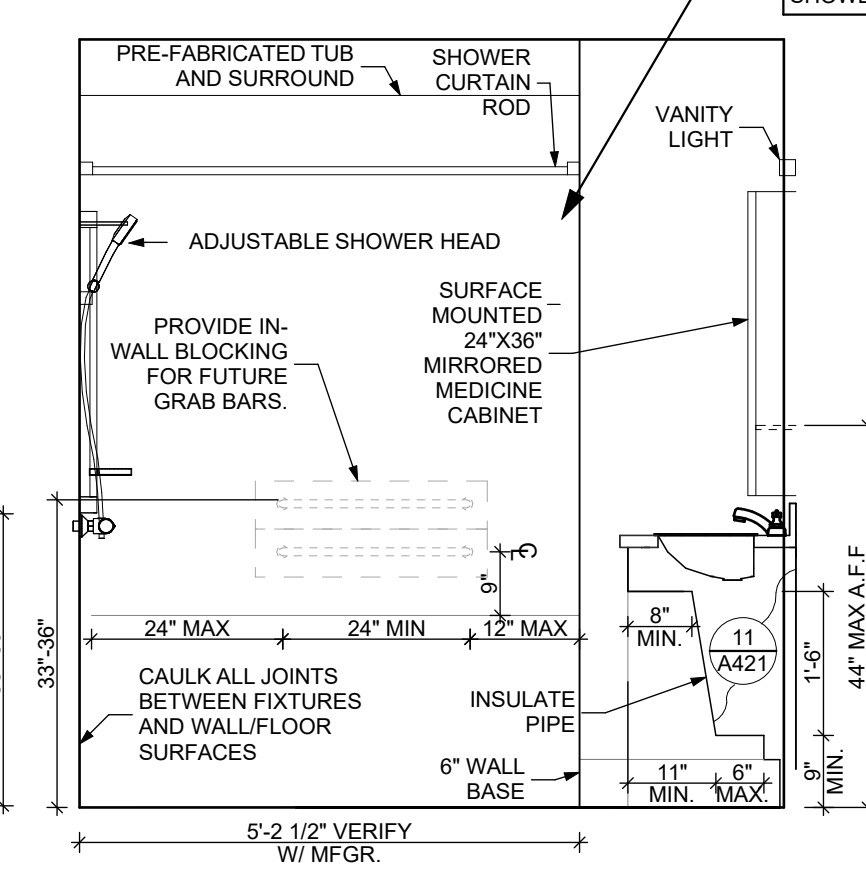 SHOWE
PRE-FABRICATED TUB
AND SURROUND
SHOWER
CURTAIN
ROD
VANITY
LIGHT
ADJUSTABLE SHOWER HEAD
SURFACE
MOUNTED
24"X36"
MIRRORED
MEDICINE
CABINET
PROVIDE IN-
WALL BLOCKING
FOR FUTURE
GRAB BARS.
33"-36"
9"
24" MAX
24" MIN
12" MAX
8"
MIN.
11
A421
1'-6"
44" MAX A.F.F
CAULK ALL JOINTS
BETWEEN FIXTURES
AND WALL/FLOOR
SURFACES
INSULATE
PIPE
6" WALL
BASE
11"
MIN.
6"
MAX.
9"
MIN.
5'-2 1/2" VERIFY
W/ MFGR.